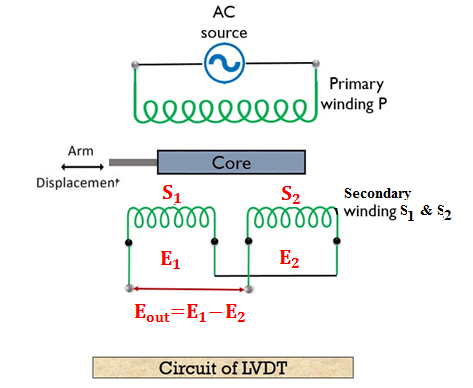 AC
source
Primary
winding P
Arm
Displacement
Core
S₁
S₂
Secondary
winding S₁ & S₂
E₁
E₂
Eout=E₁−E₂
Circuit of LVDT